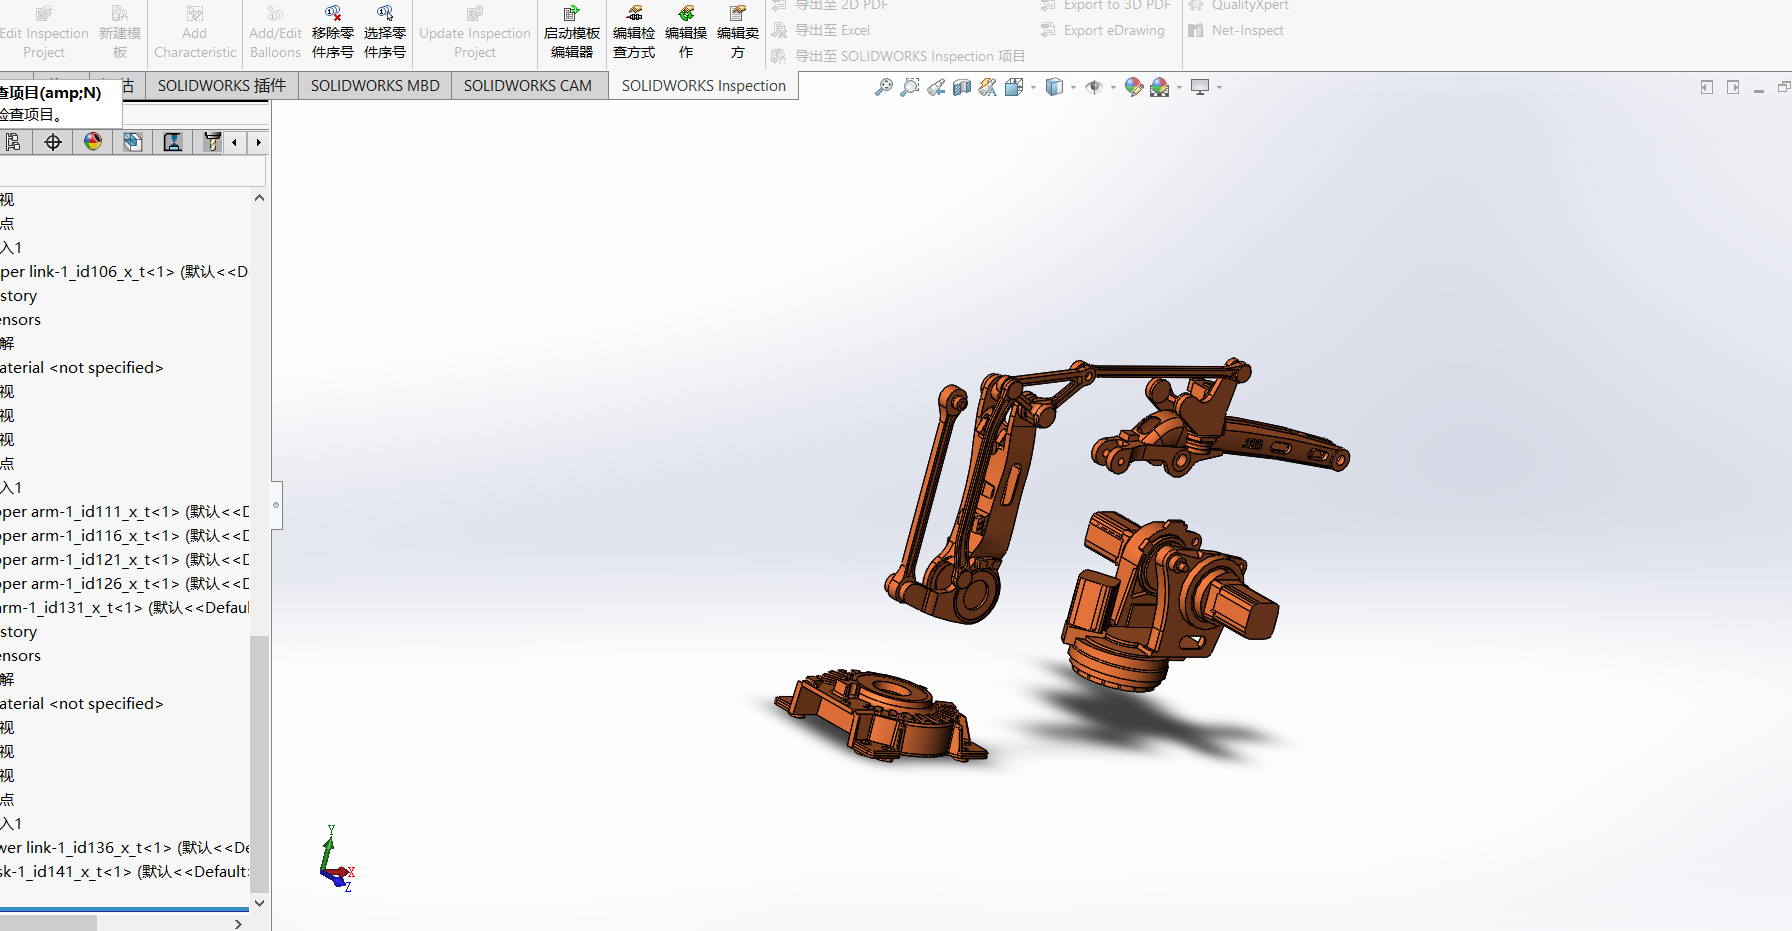 Edit Inspection
Project
新建模
板
Add
Characteristic
Add/Edit
Balloons
移除零
件序号
选择零
件序号
Update Inspection
Project
启动模板
编辑器
编辑检
查方式
编辑操
作
编辑卖
方
导出至 2D PDF
导出至 Excel
导出至 SOLIDWORKS Inspection 项目
Export to 3D PDF
Export eDrawing
QualityXpert
Net-Inspect
估
SOLIDWORKS 插件
SOLIDWORKS MBD
SOLIDWORKS CAM
SOLIDWORKS Inspection
查项目(amp;N)
检查项目。
视
点
入1
per link-1_id106_x_t<1> (默认<<D
story
ensors
解
aterial <not specified>
视
视
视
点
入1
pper arm-1_id111_x_t<1> (默认<<D
pper arm-1_id116_x_t<1> (默认<<D
pper arm-1_id121_x_t<1> (默认<<D
pper arm-1_id126_x_t<1> (默认<<D
arm-1_id131_x_t<1> (默认<<Defaul
story
ensors
解
aterial <not specified>
视
视
视
点
入1
wer link-1_id136_x_t<1> (默认<<De
sk-1_id141_x_t<1> (默认<<Default
ABB
Y
X
Z